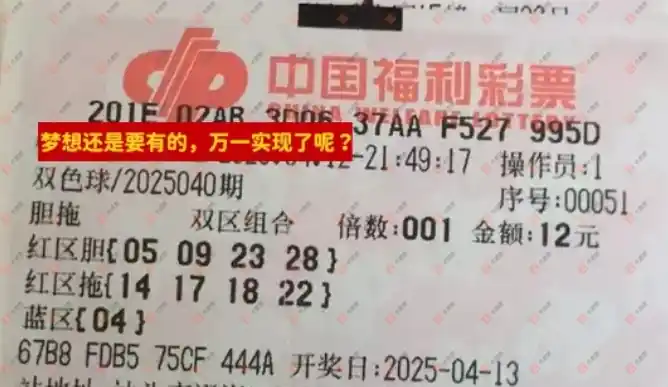 中国福利彩票
CHINA WELFARE LOTTERY
201E 02AB 3D06 37AA F527 995D
梦想还是要有的，万一实现了呢？
12-21:49:17 操作员:1
双色球/2025040期 序号:00051
胆拖 双区组合 倍数:001 金额:12元
红区胆{05 09 23 28}
红区拖{14 17 18 22}
蓝区{04}
67B8 FDB5 75CF 444A 开奖日:2025-04-13